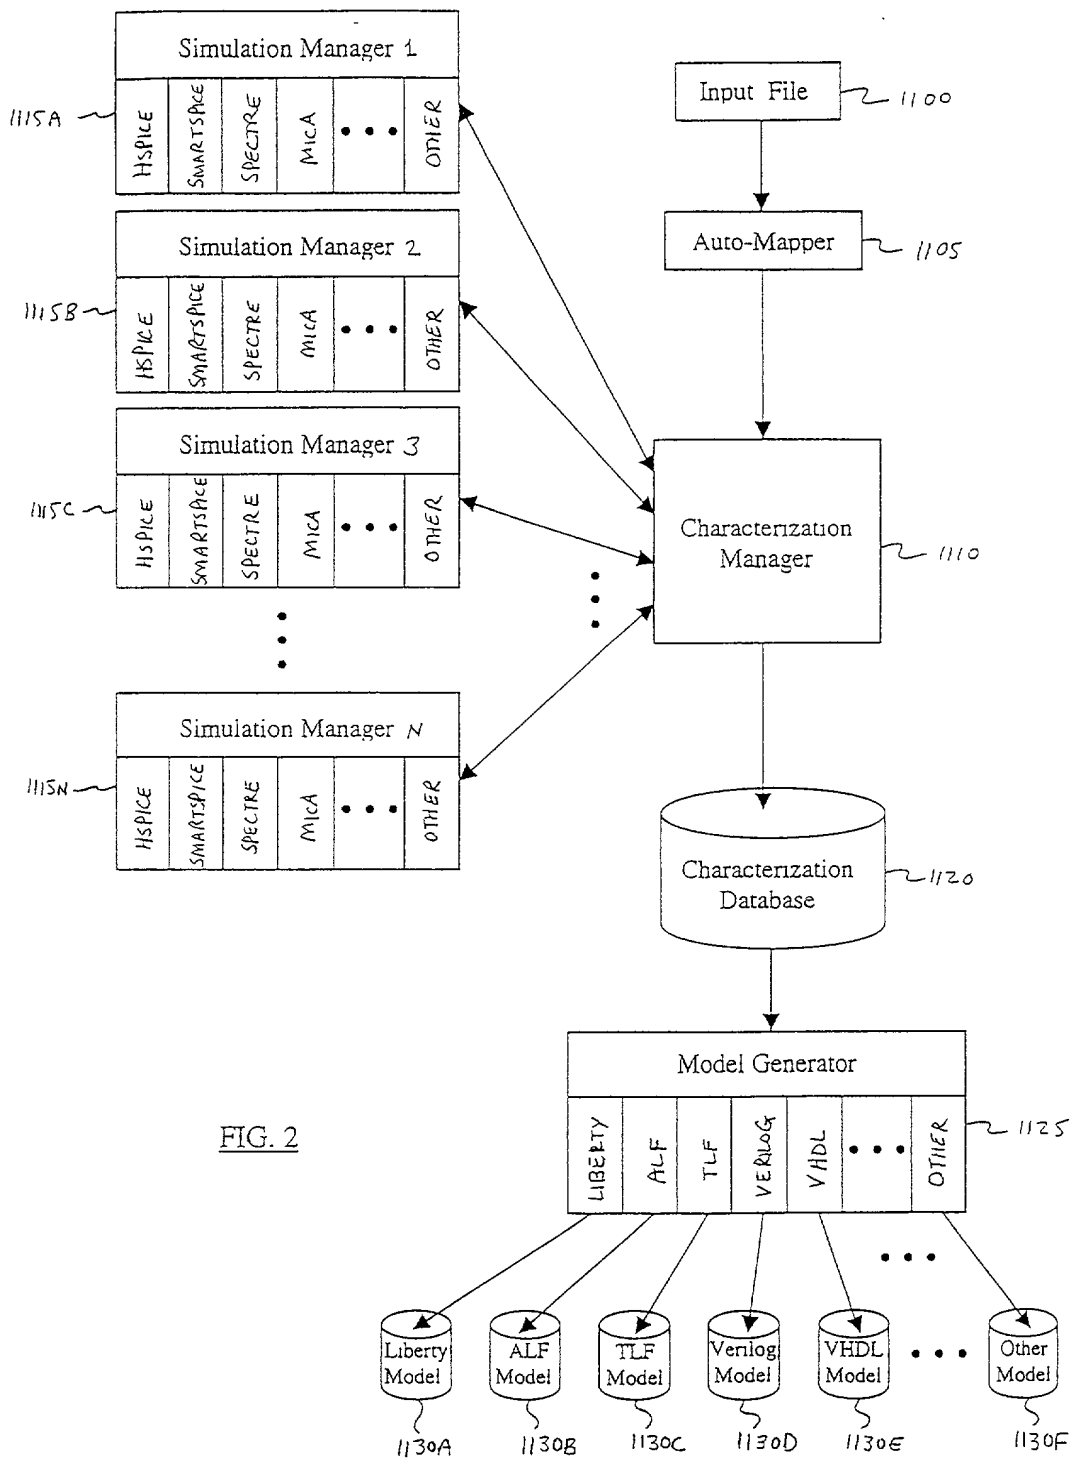 Simulation Manager 1
1115A
HSPICE
SMARTSPICE
SPECTRE
MICA
• • •
OTHER
Input File
1100
Auto-Mapper
1105
Simulation Manager 2
1115B
HSPICE
SMARTSPICE
SPECTRE
MICA
• • •
OTHER
Simulation Manager 3
1115C
HSPICE
SMARTSPICE
SPECTRE
MICA
• • •
OTHER
Characterization
Manager
1110
Simulation Manager N
1115N
HSPICE
SMARTSPICE
SPECTRE
MICA
• • •
OTHER
Characterization
Database
1120
Model Generator
1125
LIBERTY
ALF
TLF
VERILOG
VHDL
• • •
OTHER
FIG. 2
Liberty
Model
ALF
Model
TLF
Model
Verilog
Model
VHDL
Model
• • •
Other
Model
1130A
1130B
1130C
1130D
1130E
1130F